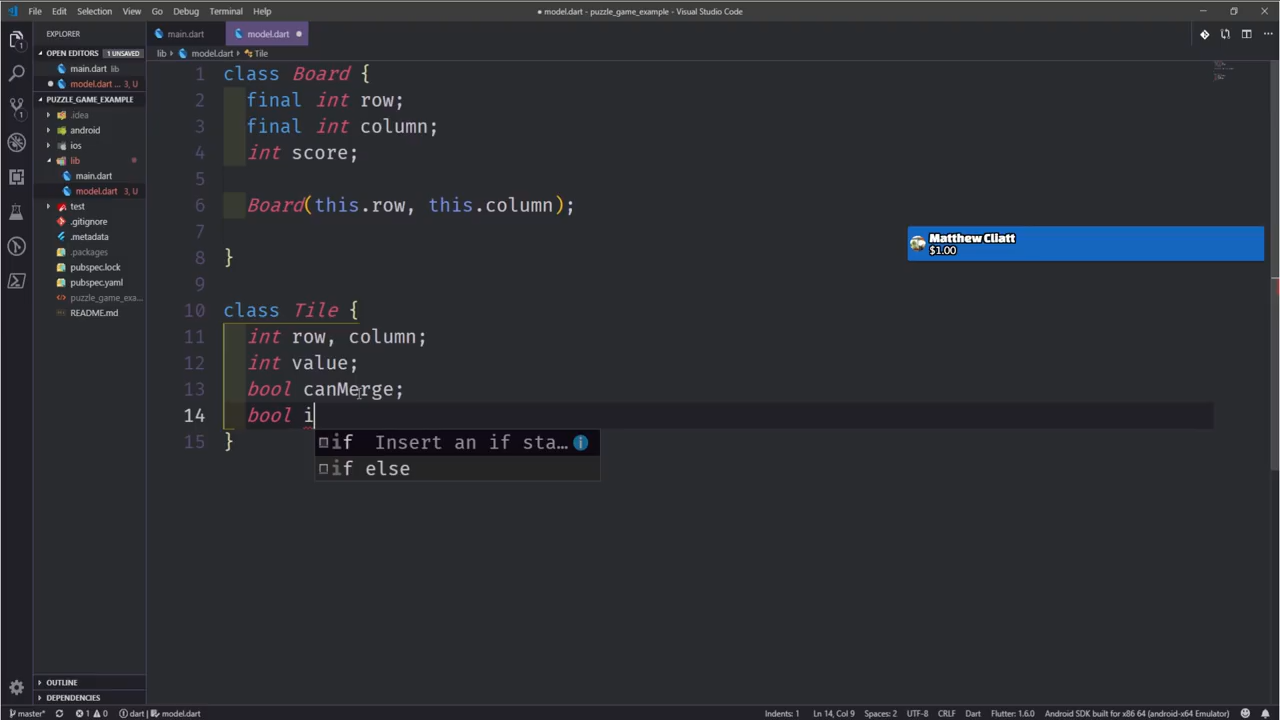 File Edit Selection View Go Debug Terminal Help
● model.dart - puzzle_game_example - Visual Studio Code
EXPLORER
OPEN EDITORS 1 UNSAVED
main.dart lib
model.dart ... 3, U
PUZZLE_GAME_EXAMPLE
.idea
android
ios
lib
main.dart
model.dart 3, U
test
.gitignore
.metadata
.packages
pubspec.lock
pubspec.yaml
puzzle_game_exa...
README.md
OUTLINE
DEPENDENCIES
main.dart
model.dart ●
lib › model.dart › Tile
1 class Board {
2 final int row;
3 final int column;
4 int score;
5
6 Board(this.row, this.column);
7
8 }
9
10 class Tile {
11 int row, column;
12 int value;
13 bool canMerge;
14 bool i
15 }
if Insert an if sta...
if else
Matthew Cliatt
$1.00
master* 1 0 dart | model.dart
Indents: 1 Ln 14, Col 9 Spaces: 2 UTF-8 CRLF Dart Flutter: 1.6.0 Android SDK built for x86 64 (android-x64 Emulator)